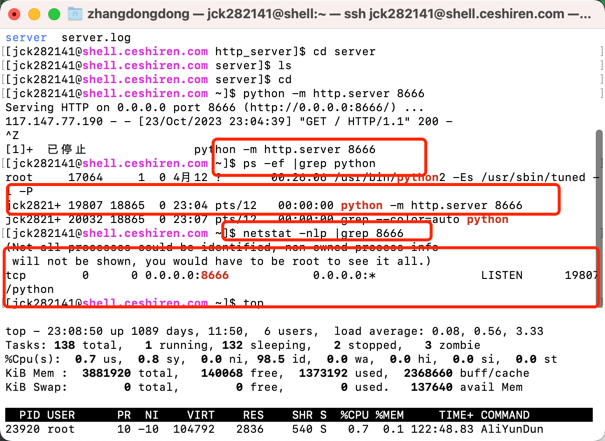 zhangdongdong — jck282141@shell:~ — ssh jck282141@shell.ceshiren.com —...
server  server.log
[jck282141@shell.ceshiren.com http_server]$ cd server
[jck282141@shell.ceshiren.com server]$ ls
[jck282141@shell.ceshiren.com server]$ cd
[jck282141@shell.ceshiren.com ~]$ python -m http.server 8666
Serving HTTP on 0.0.0.0 port 8666 (http://0.0.0.0:8666/) ...
117.147.77.190 - - [23/Oct/2023 23:04:39] "GET / HTTP/1.1" 200 -
^Z
[1]+  已停止               python -m http.server 8666
[jck282141@shell.ceshiren.com ~]$ ps -ef |grep python
root     17064     1  0 4月12 ?        00:26:06 /usr/bin/python2 -Es /usr/sbin/tuned -
l -P
jck2821+ 19807 18865  0 23:04 pts/12   00:00:00 python -m http.server 8666
jck2821+ 20032 18865  0 23:07 pts/12   00:00:00 grep --color=auto python
[jck282141@shell.ceshiren.com ~]$ netstat -nlp |grep 8666
(Not all processes could be identified, non-owned process info
 will not be shown, you would have to be root to see it all.)
tcp        0      0 0.0.0.0:8666            0.0.0.0:*               LISTEN      19807
/python
[jck282141@shell.ceshiren.com ~]$ top
top - 23:08:50 up 1089 days, 11:50,  6 users,  load average: 0.08, 0.56, 3.33
Tasks: 138 total,   1 running, 132 sleeping,   2 stopped,   3 zombie
%Cpu(s):  0.7 us,  0.8 sy,  0.0 ni, 98.5 id,  0.0 wa,  0.0 hi,  0.0 si,  0.0 st
KiB Mem :  3881920 total,   140068 free,  1373192 used,  2368660 buff/cache
KiB Swap:        0 total,        0 free,        0 used.   137640 avail Mem
  PID USER      PR  NI    VIRT    RES    SHR S  %CPU %MEM     TIME+ COMMAND
23920 root      10 -10  104792   2836    540 S   0.7  0.1 122:48.83 AliYunDun